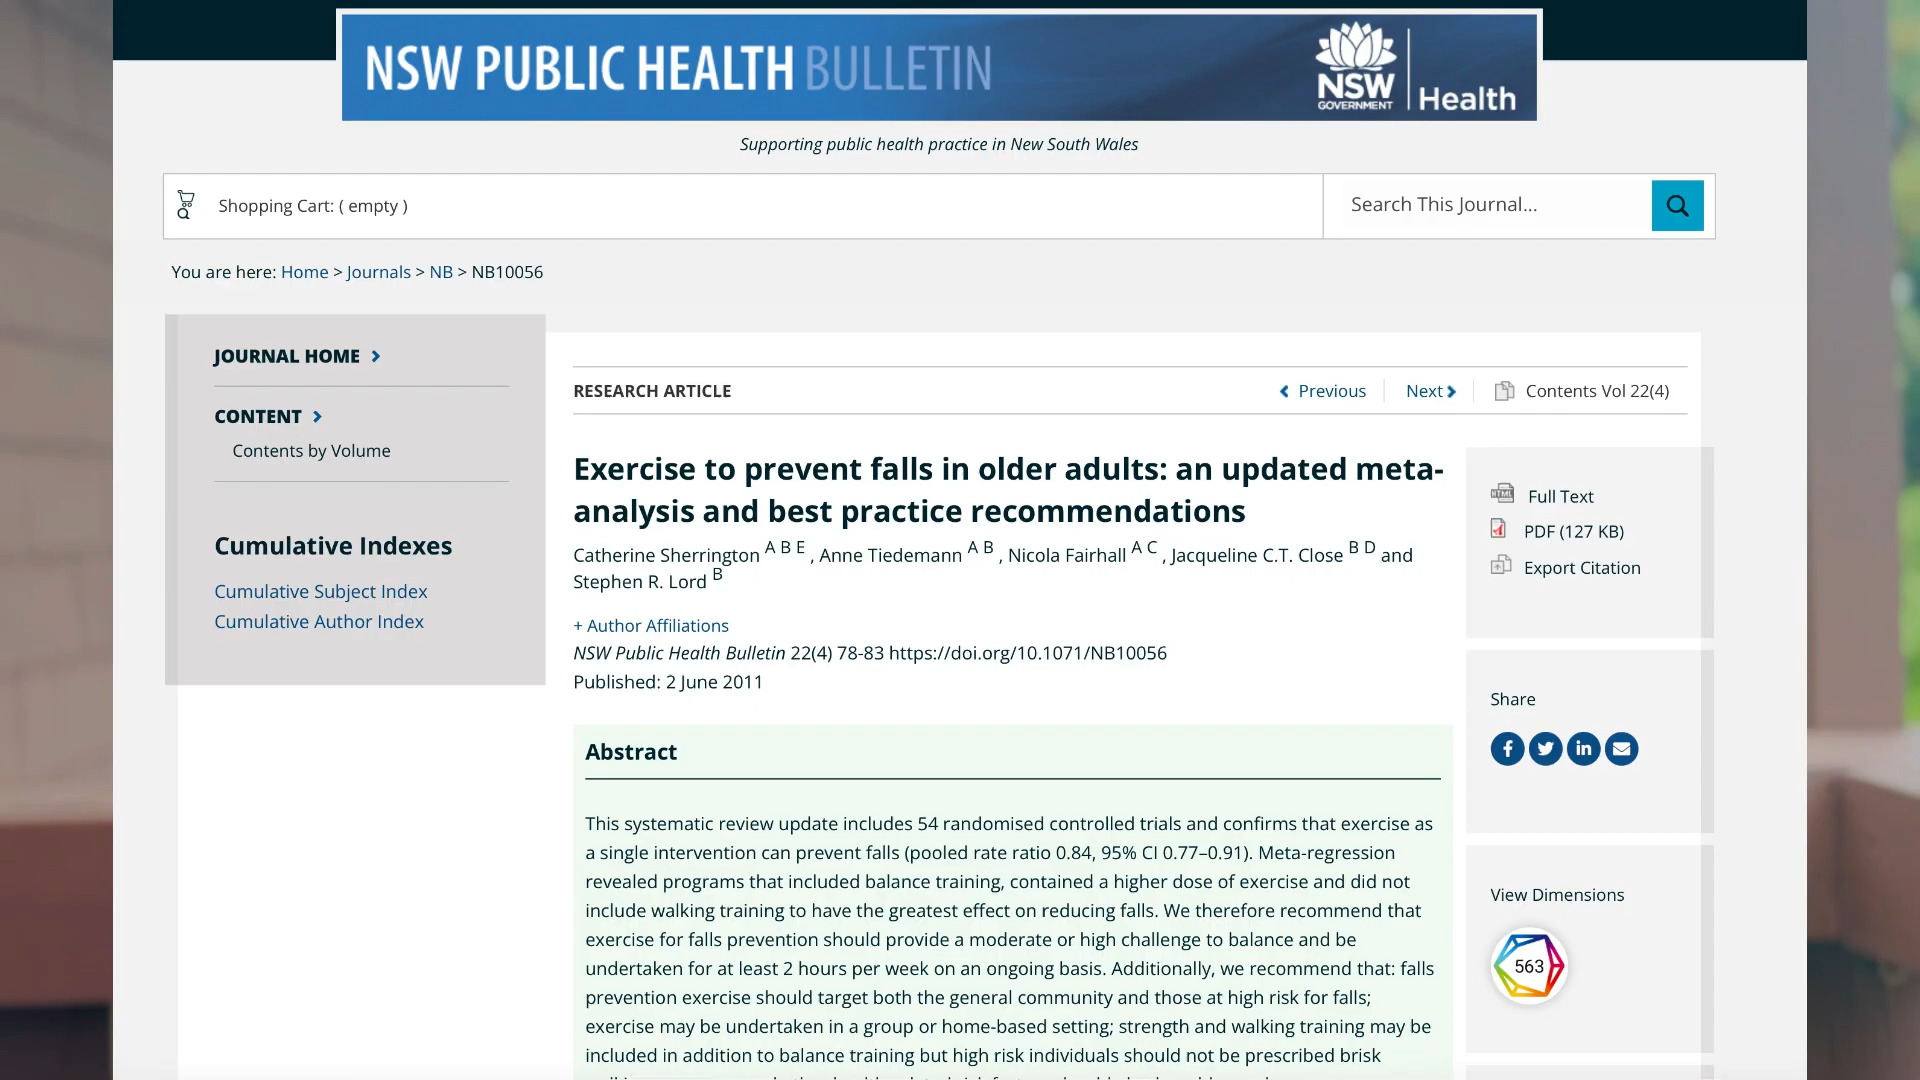 NSW PUBLIC HEALTH BULLETIN
NSW
GOVERNMENT
Health
Supporting public health practice in New South Wales
Shopping Cart: ( empty )
Search This Journal...
You are here: Home > Journals > NB > NB10056
JOURNAL HOME
CONTENT
Contents by Volume
Cumulative Indexes
Cumulative Subject Index
Cumulative Author Index
RESEARCH ARTICLE
Previous
Next
Contents Vol 22(4)
Exercise to prevent falls in older adults: an updated meta-
analysis and best practice recommendations
Catherine Sherrington A B E , Anne Tiedemann A B , Nicola Fairhall A C , Jacqueline C.T. Close B D and
Stephen R. Lord B
+ Author Affiliations
NSW Public Health Bulletin 22(4) 78-83 https://doi.org/10.1071/NB10056
Published: 2 June 2011
Abstract
This systematic review update includes 54 randomised controlled trials and confirms that exercise as
a single intervention can prevent falls (pooled rate ratio 0.84, 95% CI 0.77–0.91). Meta-regression
revealed programs that included balance training, contained a higher dose of exercise and did not
include walking training to have the greatest effect on reducing falls. We therefore recommend that
exercise for falls prevention should provide a moderate or high challenge to balance and be
undertaken for at least 2 hours per week on an ongoing basis. Additionally, we recommend that: falls
prevention exercise should target both the general community and those at high risk for falls;
exercise may be undertaken in a group or home-based setting; strength and walking training may be
included in addition to balance training but high risk individuals should not be prescribed brisk
HTML
Full Text
PDF (127 KB)
Export Citation
Share
View Dimensions
563